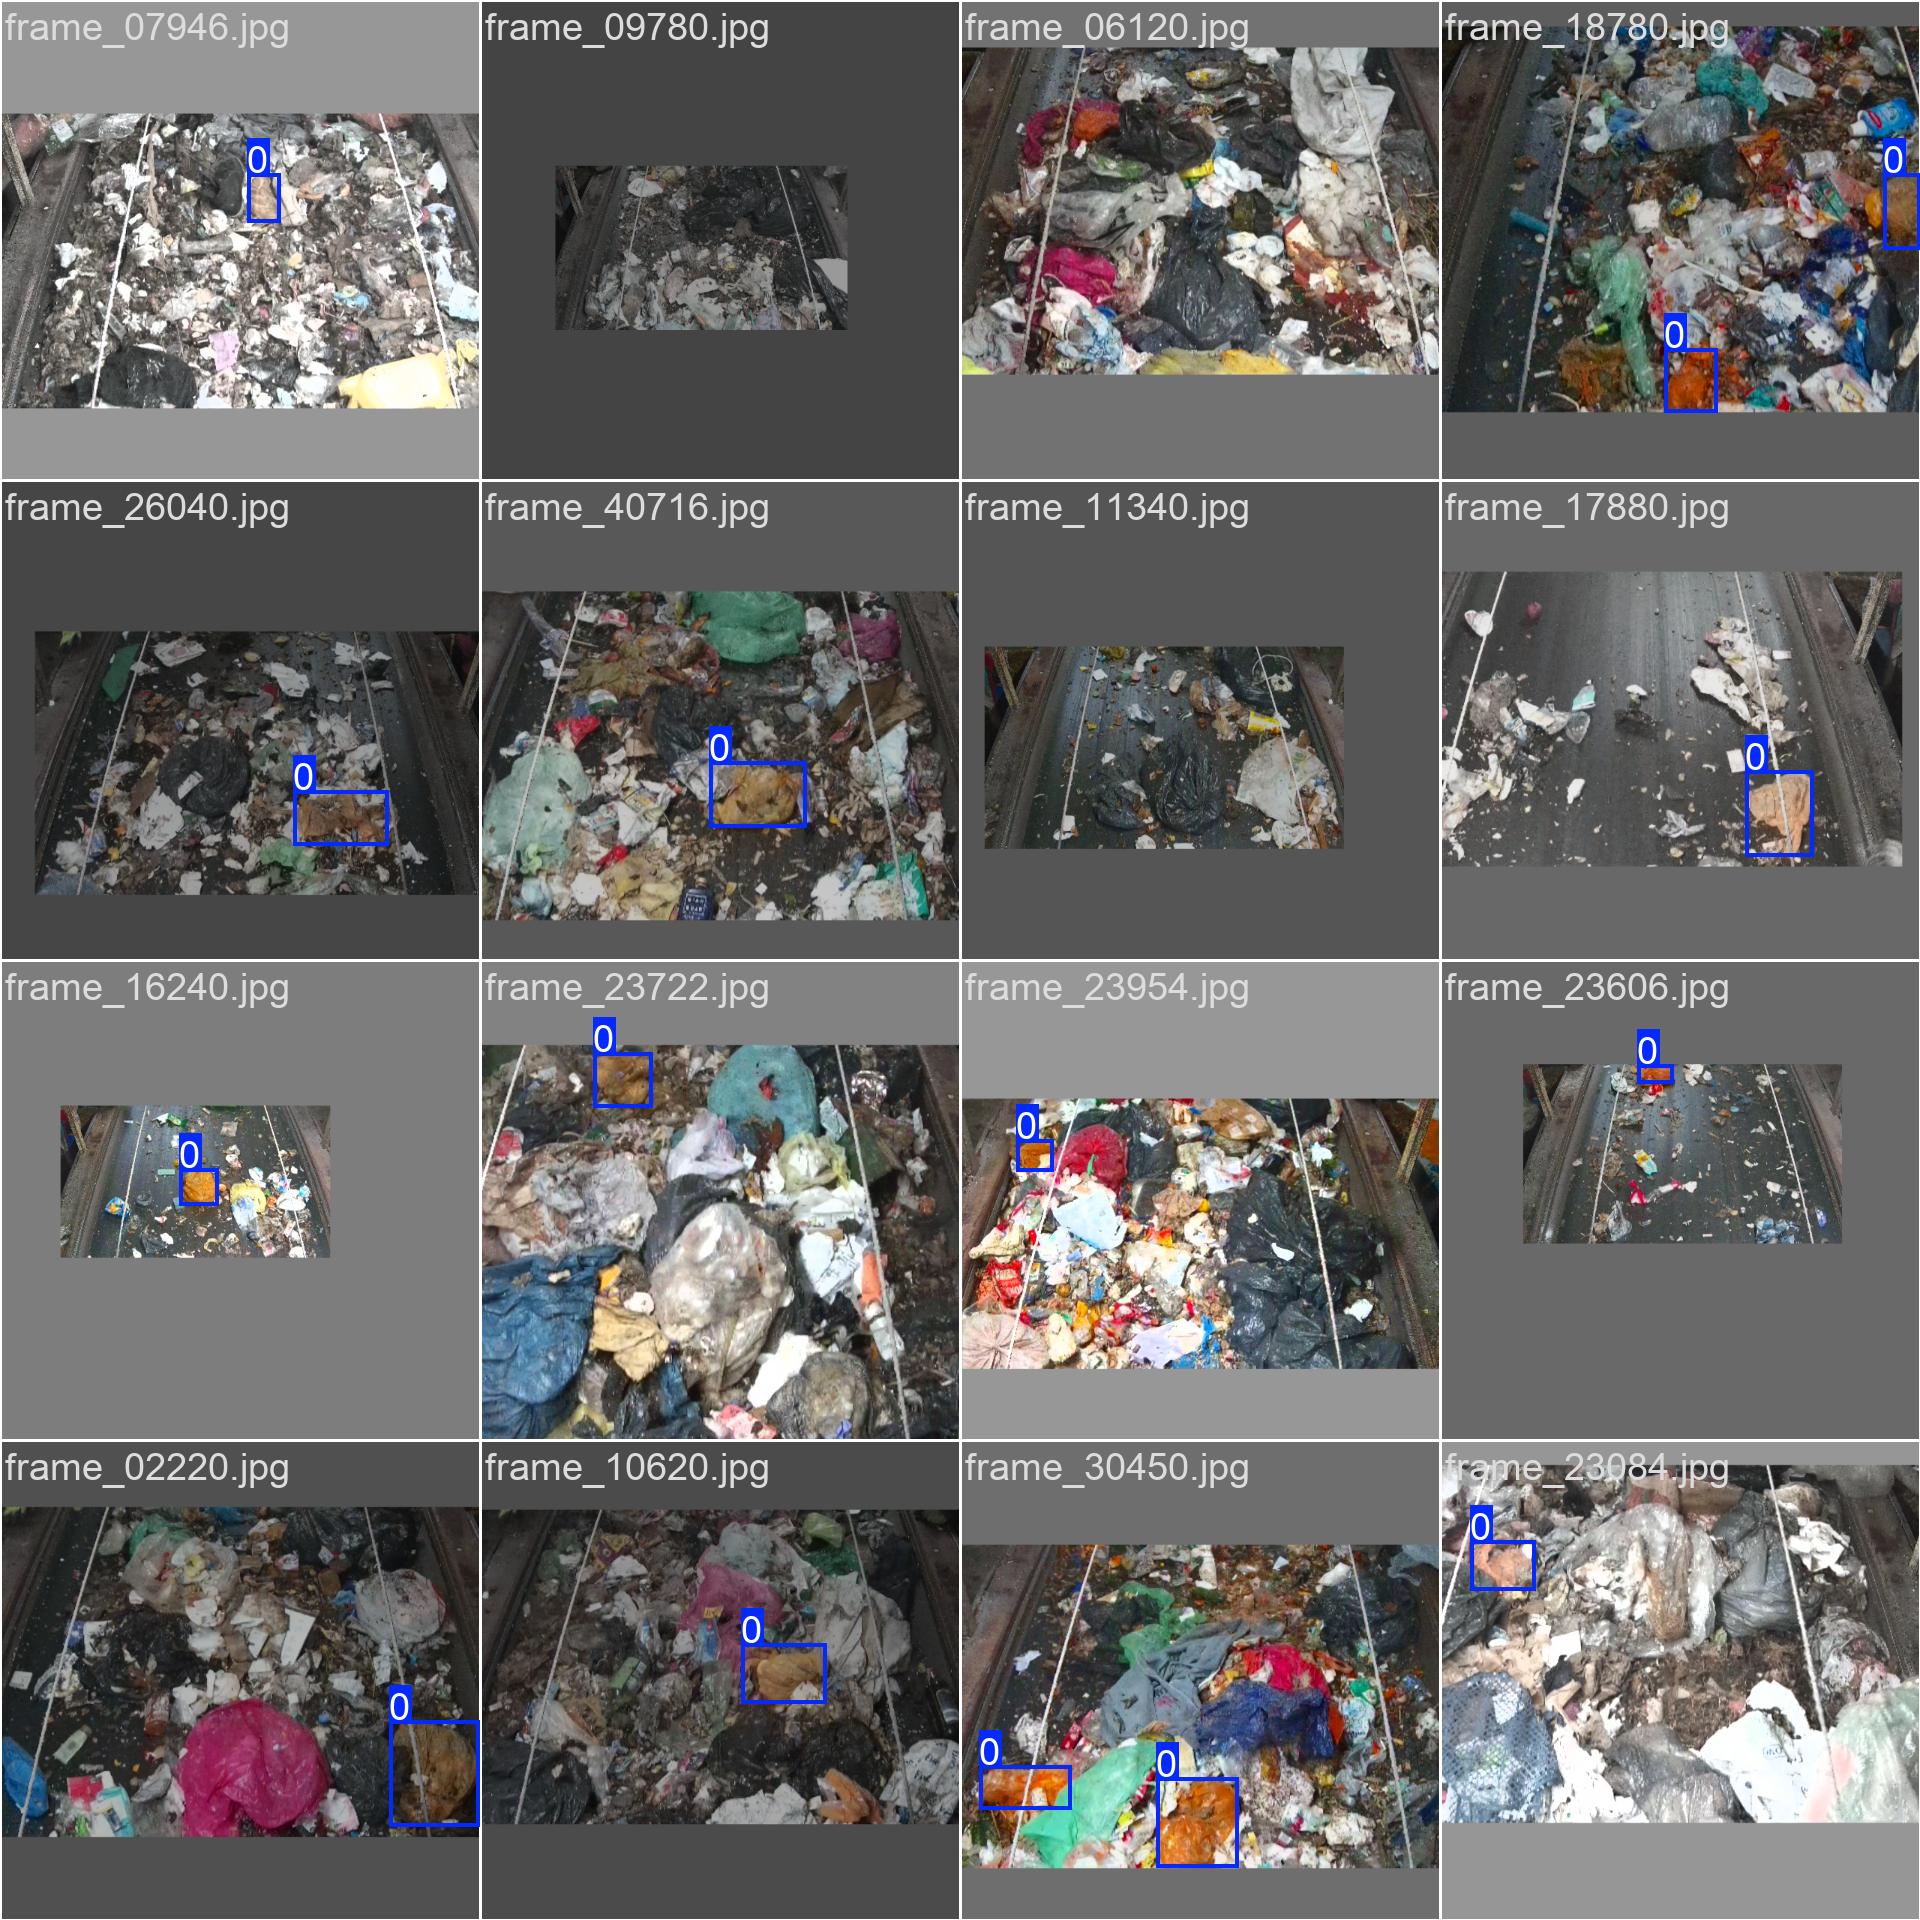 frame_07946.jpg
frame_09780.jpg
frame_06120.jpg
frame_18780.jpg
0
0
0
frame_26040.jpg
frame_40716.jpg
frame_11340.jpg
frame_17880.jpg
0
0
0
frame_16240.jpg
frame_23722.jpg
frame_23954.jpg
frame_23606.jpg
0
0
0
0
frame_02220.jpg
frame_10620.jpg
frame_30450.jpg
frame_23084.jpg
0
0
0
0
0